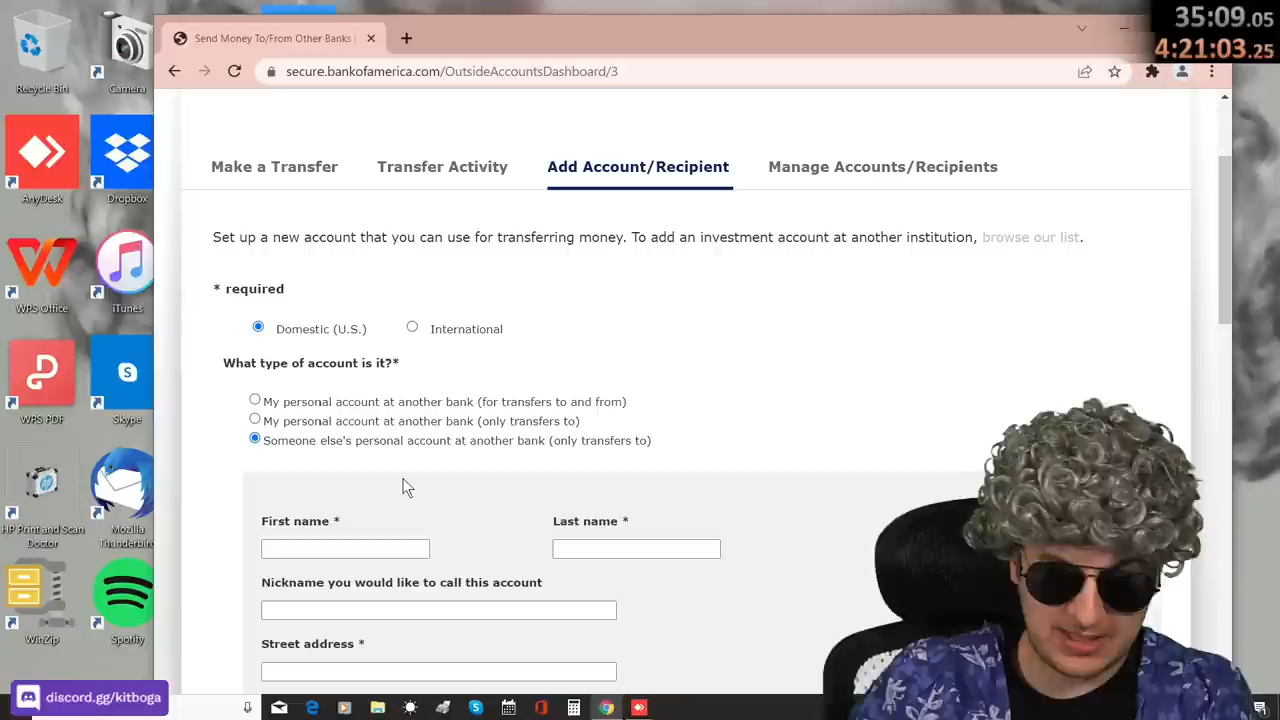 35:09.05
4:21:03.25
Send Money To/From Other Banks |
secure.bankofamerica.com/OutsideAccountsDashboard/3
Recycle Bin
Camera
AnyDesk
Dropbox
WPS Office
iTunes
WPS PDF
Skype
HP Print and Scan
Doctor
Mozilla
Thunderbird
WinZip
Spotify
Make a Transfer
Transfer Activity
Add Account/Recipient
Manage Accounts/Recipients
Set up a new account that you can use for transferring money. To add an investment account at another institution, browse our list.
* required
Domestic (U.S.)
International
What type of account is it?*
My personal account at another bank (for transfers to and from)
My personal account at another bank (only transfers to)
Someone else's personal account at another bank (only transfers to)
First name *
Last name *
Nickname you would like to call this account
Street address *
discord.gg/kitboga